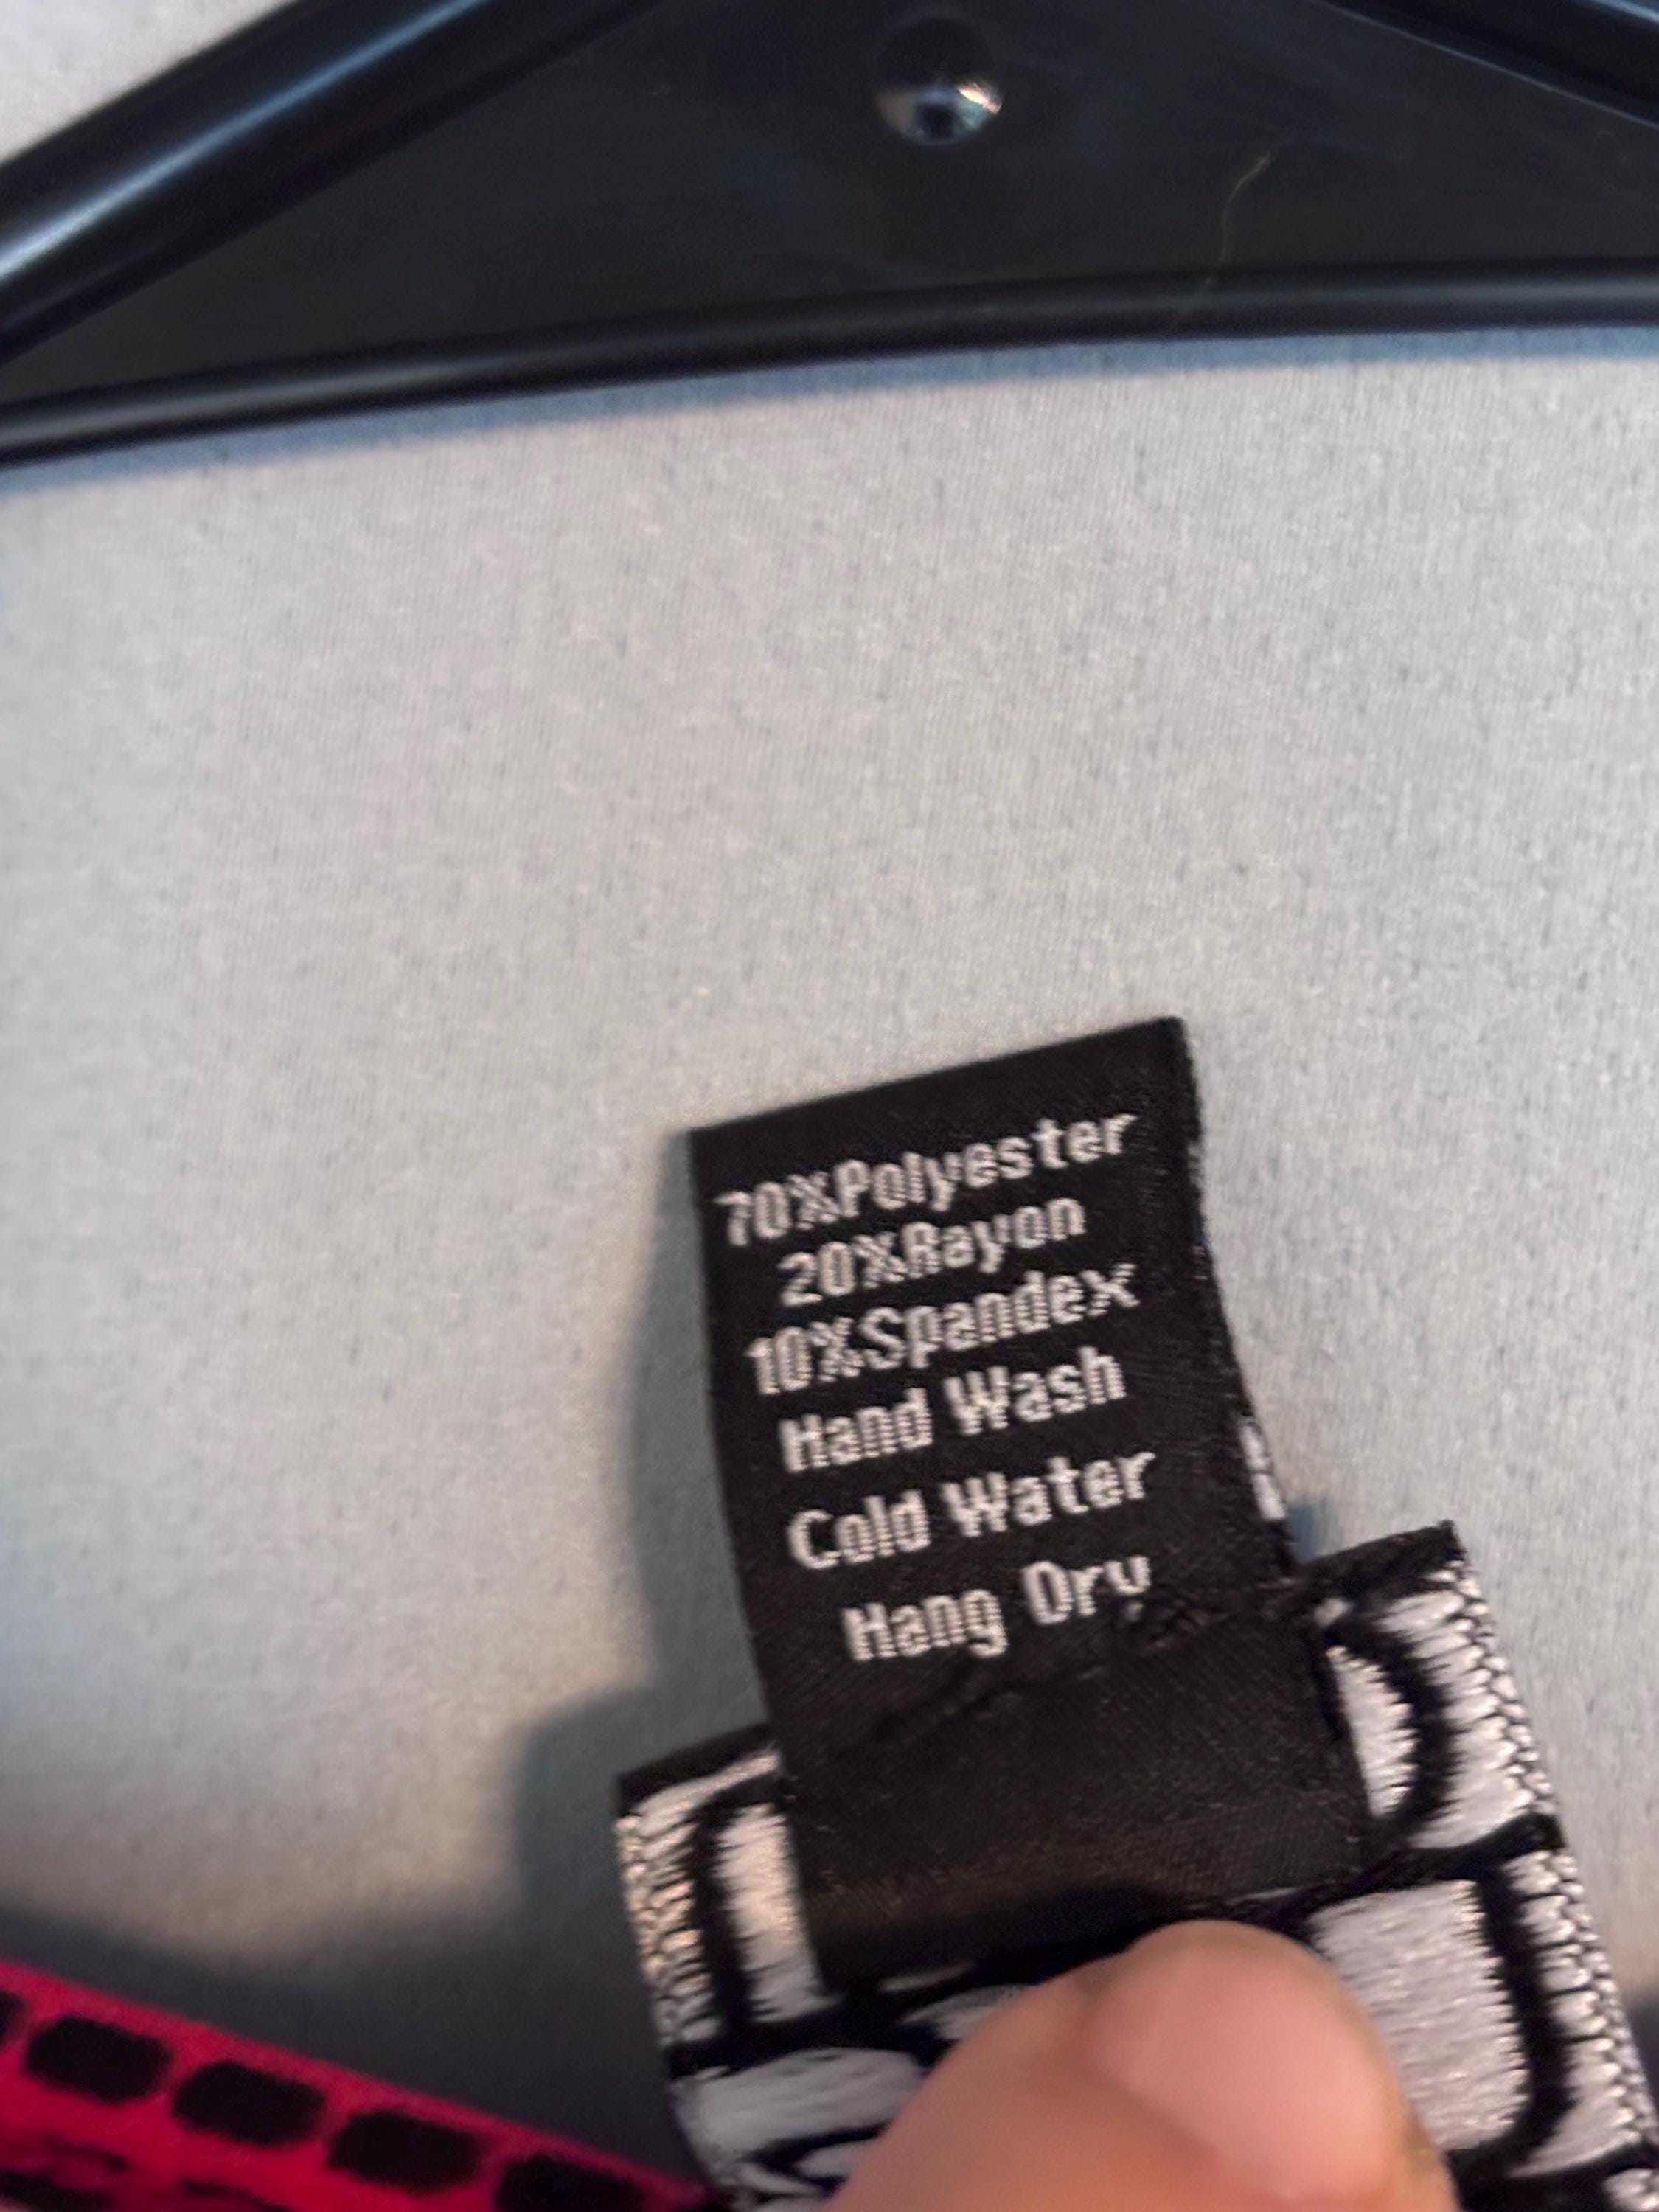 70%Polyester
20%Rayon
10%Spandex
Hand Wash
Cold Water
Hang Dry